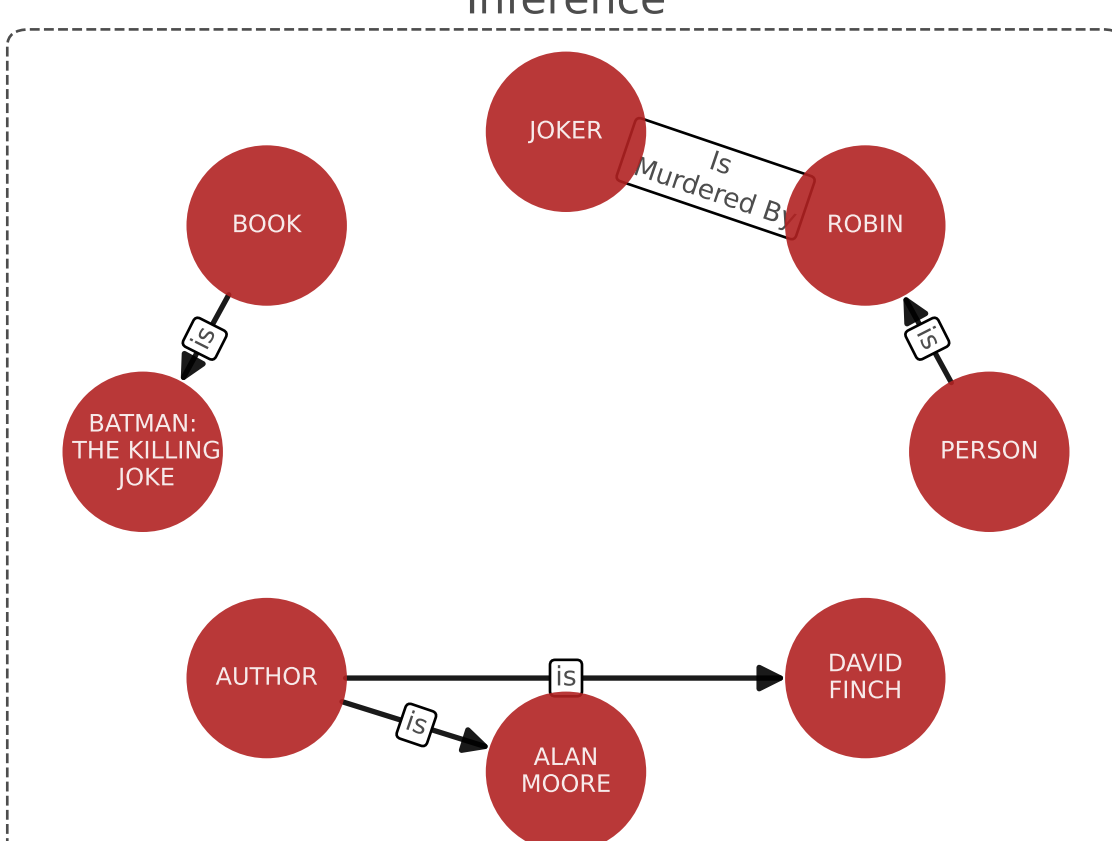 Inference
JOKER
Is
Murdered By
BOOK
ROBIN
is
is
BATMAN:
THE KILLING
JOKE
PERSON
AUTHOR
is
DAVID
FINCH
is
ALAN
MOORE